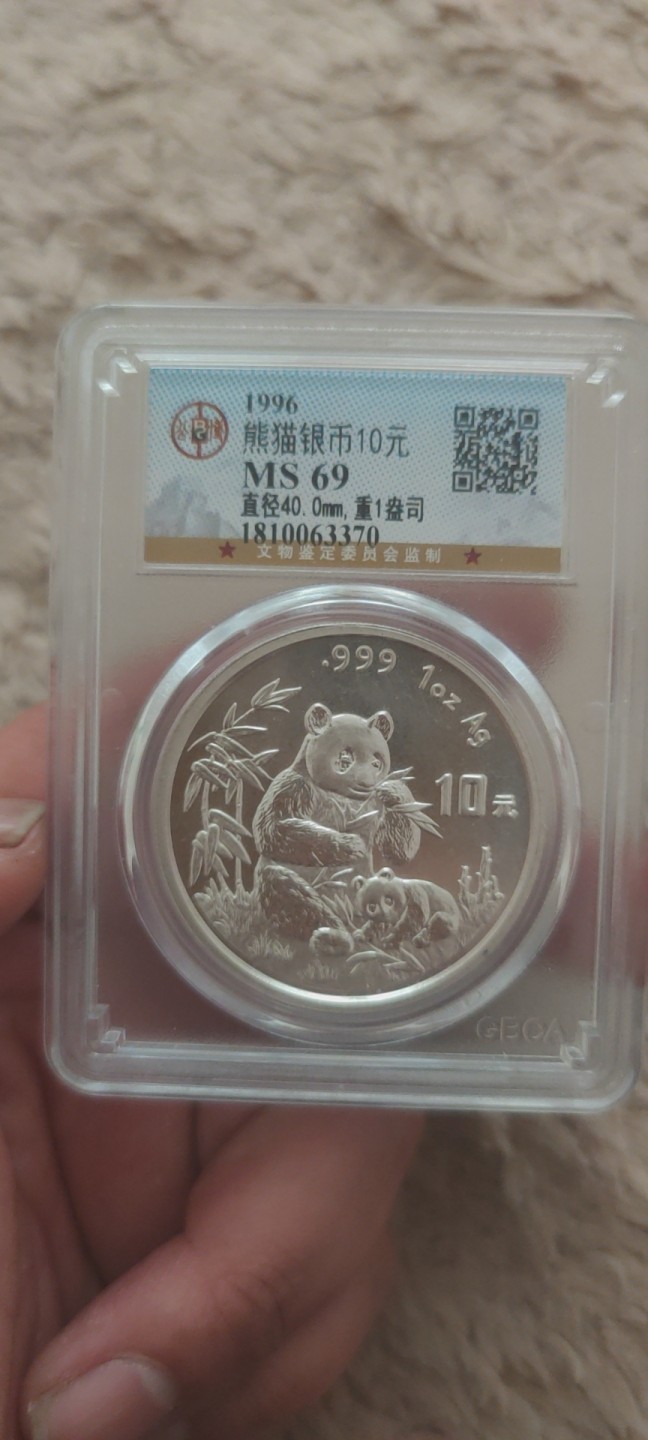 1996
熊猫银币10元
MS 69
直径40.0mm,重1盎司
1810063370
文物鉴定委员会监制
.999 1oz Ag
10元